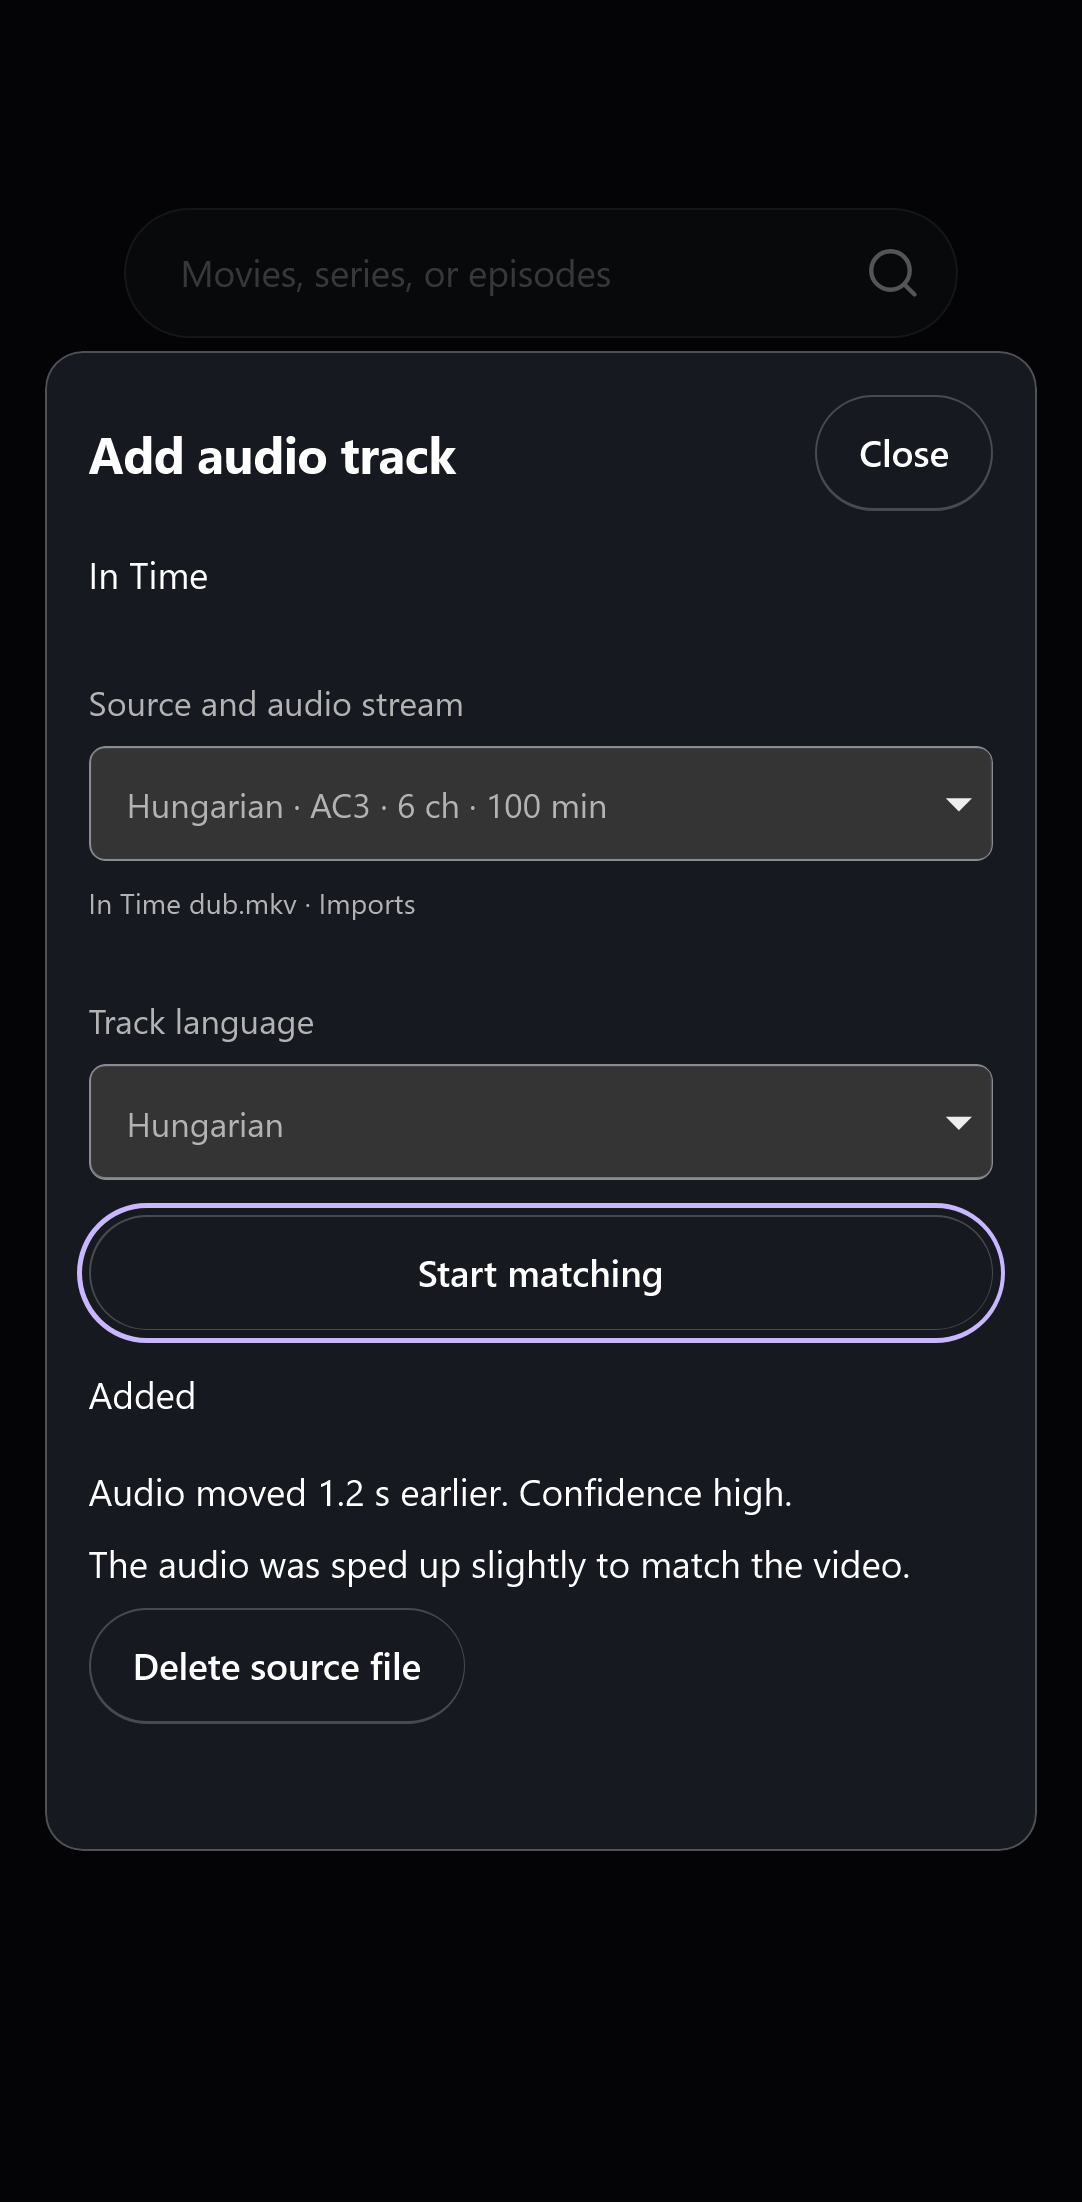 Movies, series, or episodes
Add audio track
Close
In Time
Source and audio stream
Hungarian · AC3 · 6 ch · 100 min
In Time dub.mkv · Imports
Track language
Hungarian
Start matching
Added
Audio moved 1.2 s earlier. Confidence high.
The audio was sped up slightly to match the video.
Delete source file